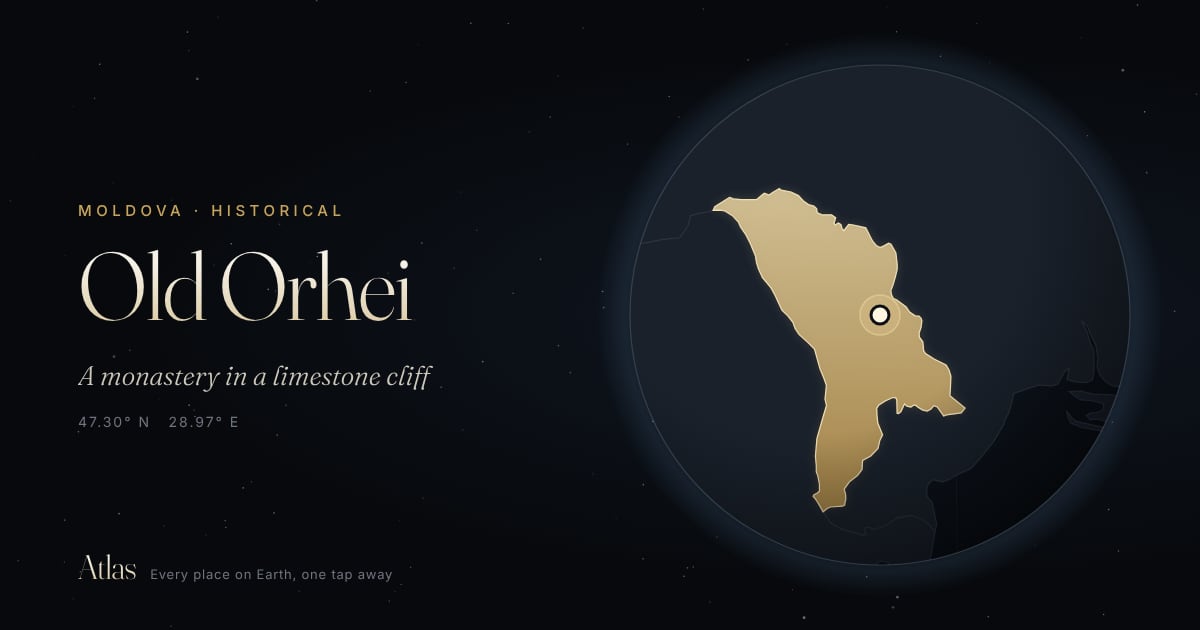 MOLDOVA · HISTORICAL
Old Orhei
A monastery in a limestone cliff
47.30° N 28.97° E
Atlas Every place on Earth, one tap away